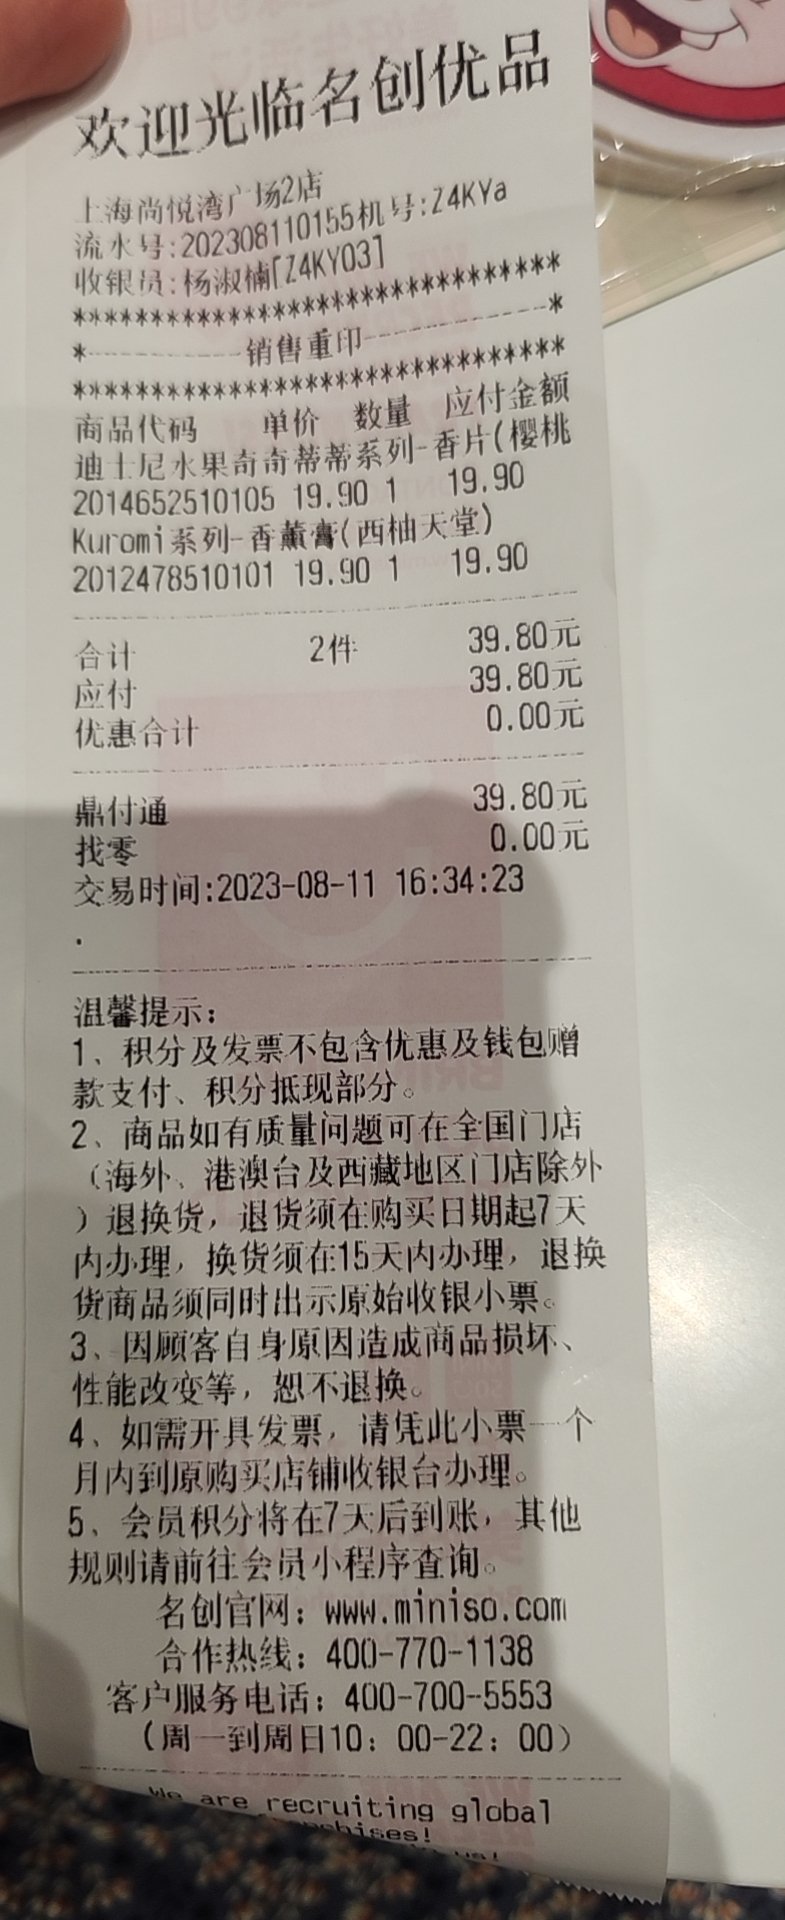 欢迎光临名创优品
上海尚悦湾广场2店
流水号:202308110155机号:Z4KYa
收银员:杨淑楠[Z4KY03]
*******************************
*-----------销售重印-------------*
*******************************
商品代码 单价 数量 应付金额
迪士尼水果奇奇蒂蒂系列-香片(樱桃
2014652510105 19.90 1 19.90
Kuromi系列-香薰膏(西柚天堂)
2012478510101 19.90 1 19.90
合计 2件 39.80元
应付 39.80元
优惠合计 0.00元
鼎付通 39.80元
找零 0.00元
交易时间:2023-08-11 16:34:23
.
温馨提示：
1、积分及发票不包含优惠及钱包赠
款支付、积分抵现部分。
2、商品如有质量问题可在全国门店
（海外、港澳台及西藏地区门店除外
）退换货，退货须在购买日期起7天
内办理，换货须在15天内办理，退换
货商品须同时出示原始收银小票。
3、因顾客自身原因造成商品损坏、
性能改变等，恕不退换。
4、如需开具发票，请凭此小票一个
月内到原购买店铺收银台办理。
5、会员积分将在7天后到账，其他
规则请前往会员小程序查询。
名创官网：www.miniso.com
合作热线：400-770-1138
客户服务电话：400-700-5553
（周一到周日10：00-22：00）
We are recruiting global